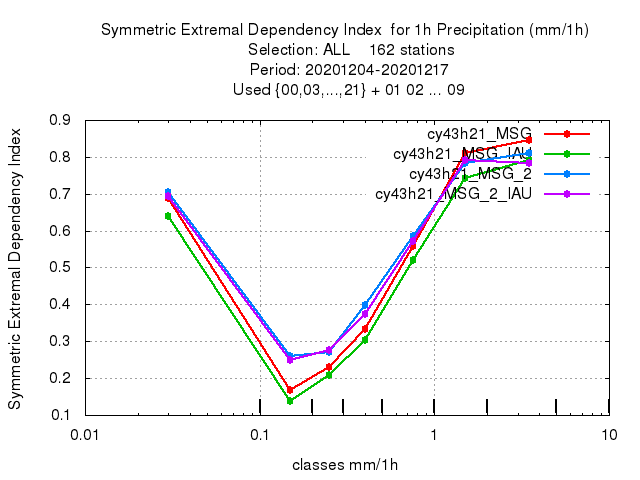 Symmetric Extremal Dependency Index  for 1h Precipitation (mm/1h)
Selection: ALL    162 stations
Period: 20201204-20201217
Used {00,03,...,21} + 01 02 ... 09
Symmetric Extremal Dependency Index
0.9
0.8
0.7
0.6
0.5
0.4
0.3
0.2
0.1
cy43h21_MSG
cy43h21_MSG_IAU
cy43h21_MSG_2
cy43h21_MSG_2_IAU
0.01
0.1
1
10
classes mm/1h